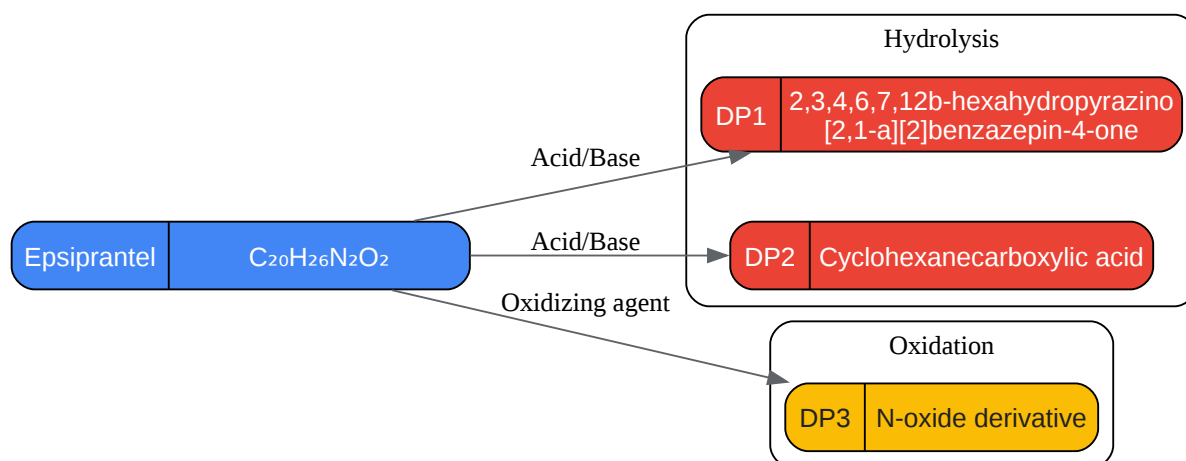 Hydrolysis
DP1
2,3,4,6,7,12b-hexahydropyrazino
[2,1-a][2]benzazepin-4-one
Acid/Base
Epsiprantel
C₂₀H₂₆N₂O₂
Acid/Base
DP2
Cyclohexanecarboxylic acid
Oxidizing agent
Oxidation
DP3
N-oxide derivative